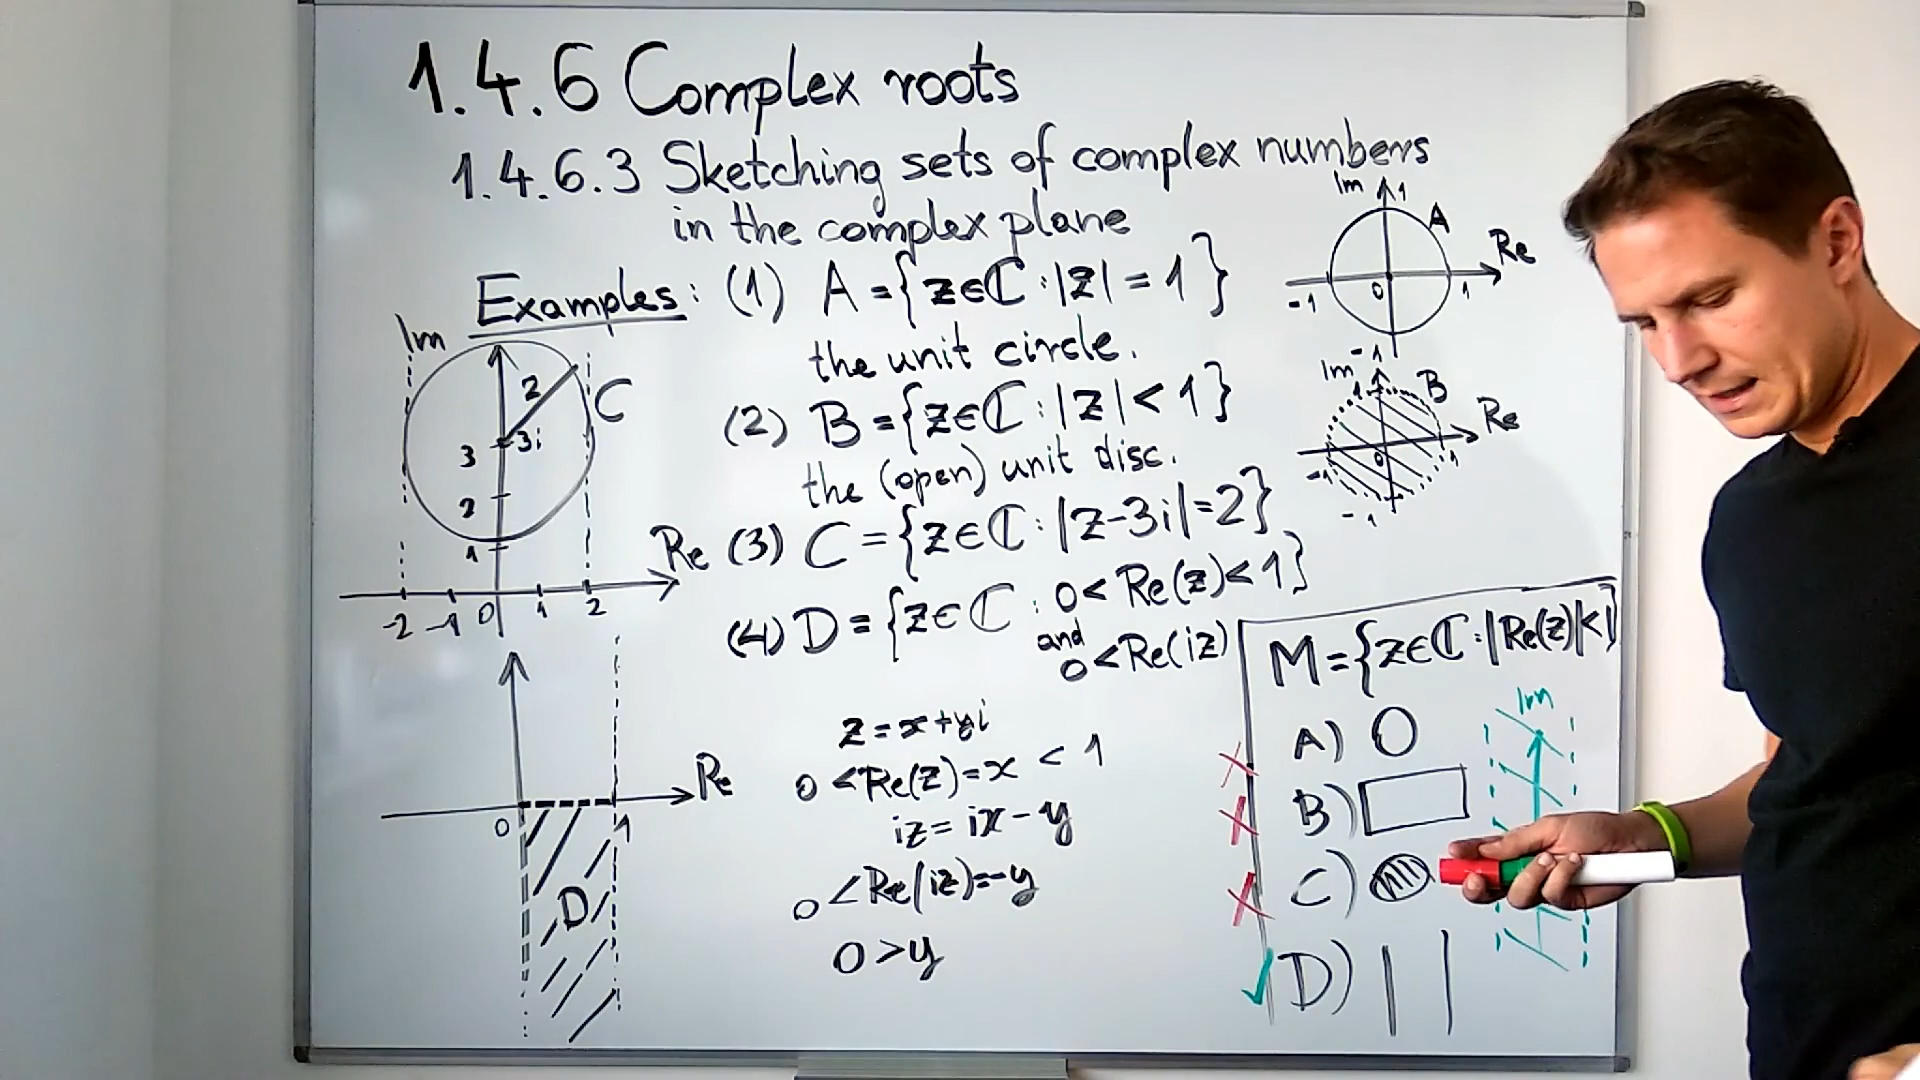 1.4.6 Complex roots
1.4.6.3 Sketching sets of complex numbers
in the complex plane
Examples: (1) A = {z∈ℂ : |z| = 1}
the unit circle.
(2) B = {z∈ℂ : |z| < 1}
the (open) unit disc.
(3) C = {z∈ℂ : |z-3i| = 2}
(4) D = {z∈ℂ : 0 < Re(z) < 1}
and
0 < Re(iz)
z = x + yi
0 < Re(z) = x < 1
iz = ix - y
0 < Re(iz) = -y
0 > y
Im
2
C
3i
3
2
1
Re
-2 -1 0 1 2
Re
0 1
D
Im 1
A
Re
-1 0 1
-1
Im 1
B
Re
-1 0 1
-1
M = {z∈ℂ : |Re(z)| < 1}
Im
A)
B)
C)
D)